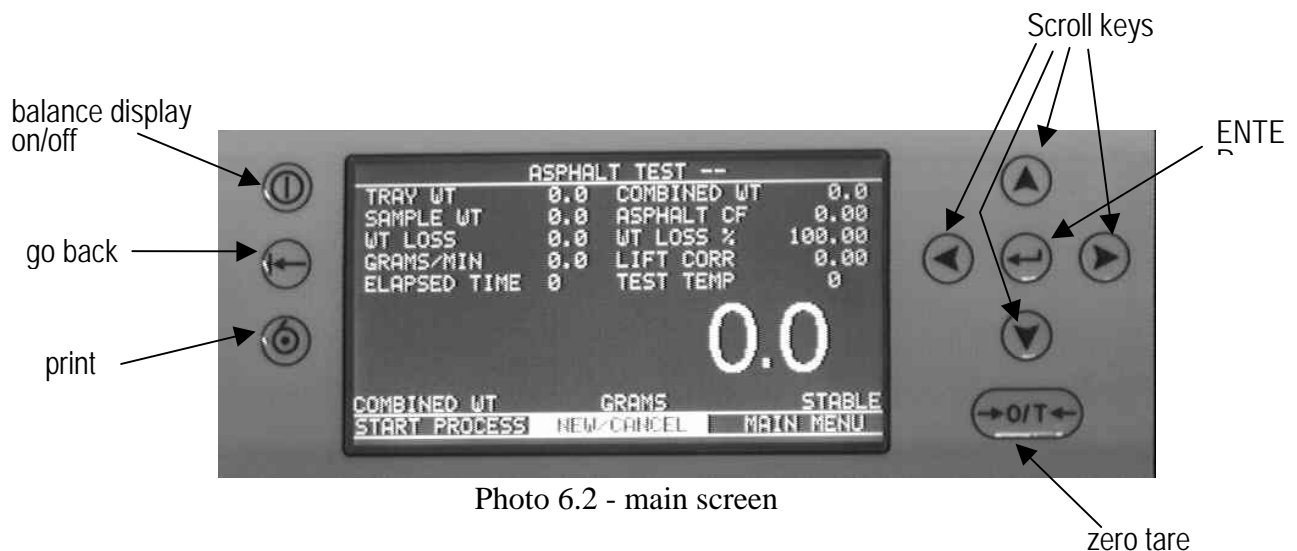 Scroll keys
balance display
on/off
ENTE
go back
print
ASPHALT TEST --
TRAY WT 0.0 COMBINED WT 0.0
SAMPLE WT 0.0 ASPHALT CF 0.00
WT LOSS 0.0 WT LOSS % 100.00
GRAMS/MIN 0.0 LIFT CORR 0.00
ELAPSED TIME 0 TEST TEMP 0
0.0
COMBINED WT GRAMS STABLE
START PROCESS NEW/CANCEL MAIN MENU
→0/T←
Photo 6.2 - main screen
zero tare